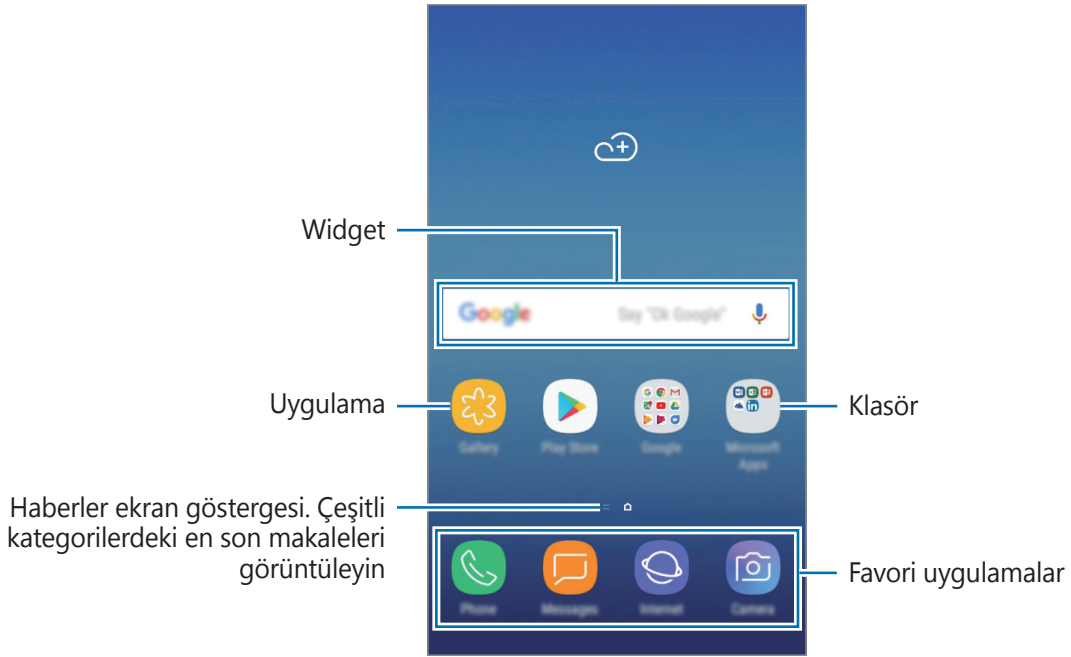 Widget
Google
Say "Ok Google"
Uygulama
Klasör
Gallery
Play Store
Google
Microsoft
Apps
Haberler ekran göstergesi. Çeşitli
kategorilerdeki en son makaleleri
görüntüleyin
Favori uygulamalar
Phone
Messages
Internet
Camera